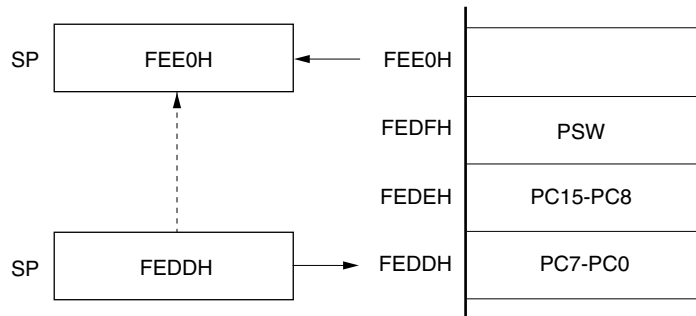 SP FEE0H FEE0H
FEDFH PSW
FEDEH PC15-PC8
SP FEDDH FEDDH PC7-PC0